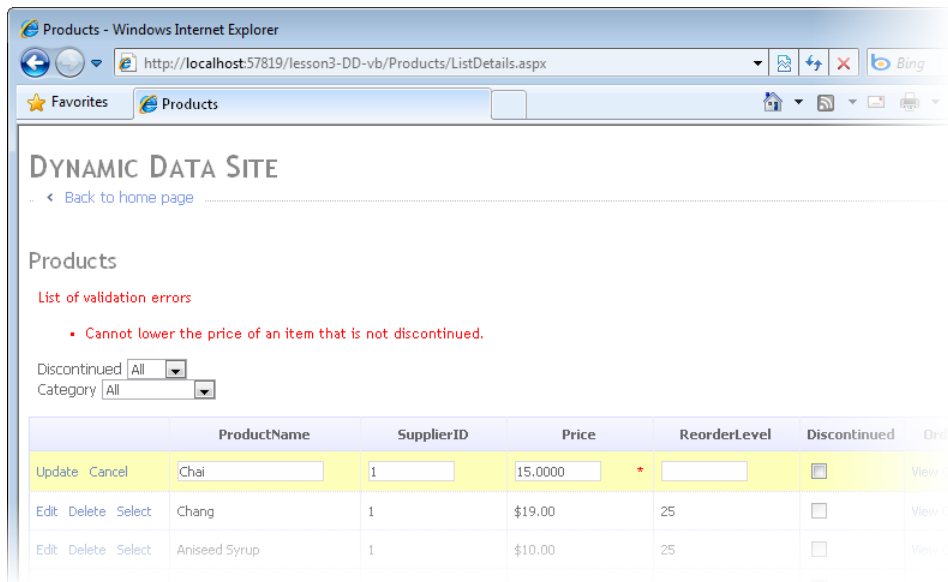 Products - Windows Internet Explorer
http://localhost:57819/lesson3-DD-vb/Products/ListDetails.aspx
Bing
Favorites Products
DYNAMIC DATA SITE
Back to home page
Products
List of validation errors
• Cannot lower the price of an item that is not discontinued.
Discontinued All
Category All
ProductName SupplierID Price ReorderLevel Discontinued
Update Cancel Chai 1 15.0000 *
View
Edit Delete Select Chang 1 $19.00 25 View
Edit Delete Select Aniseed Syrup 1 $10.00 25 View